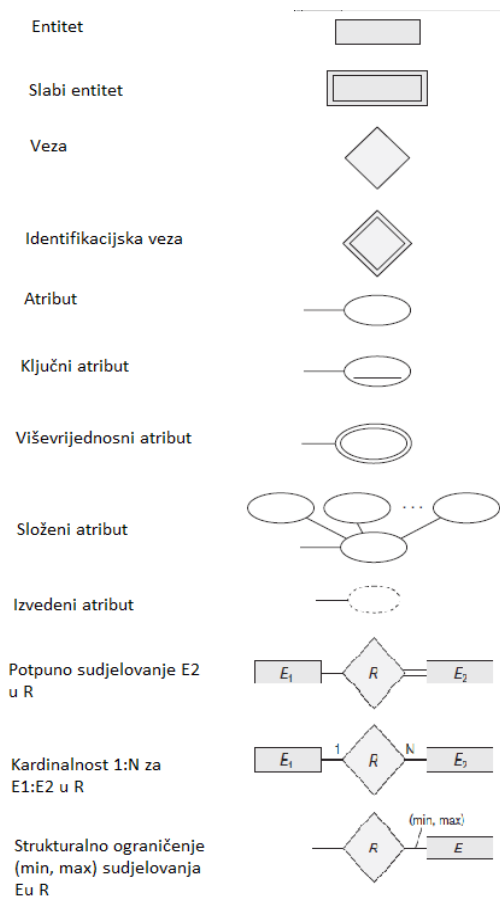 Entitet
Slabi entitet
Veza
Identifikacijska veza
Atribut
Ključni atribut
Viševrijednosni atribut
...
Složeni atribut
Izvedeni atribut
Potpuno sudjelovanje E2
u R
E₁ R E₂
Kardinalnost 1:N za
E1:E2 u R
E₁ 1 R N E₂
Strukturalno ograničenje
(min, max) sudjelovanja
Eu R
(min, max)
R E